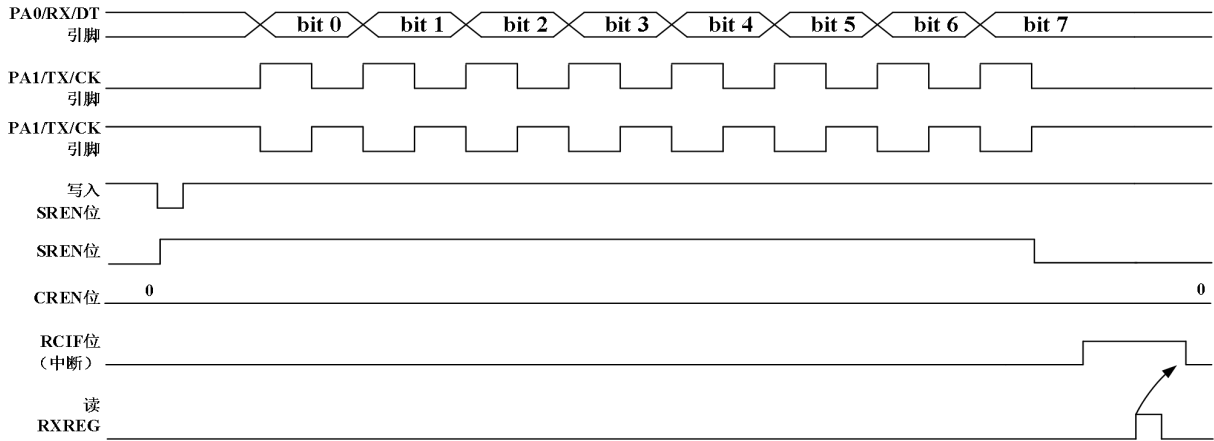 PA0/RX/DT
引脚
bit 0 bit 1 bit 2 bit 3 bit 4 bit 5 bit 6 bit 7
PA1/TX/CK
引脚
PA1/TX/CK
引脚
写入
SREN位
SREN位
0 0
CREN位
RCIF位
（中断）
读
RXREG